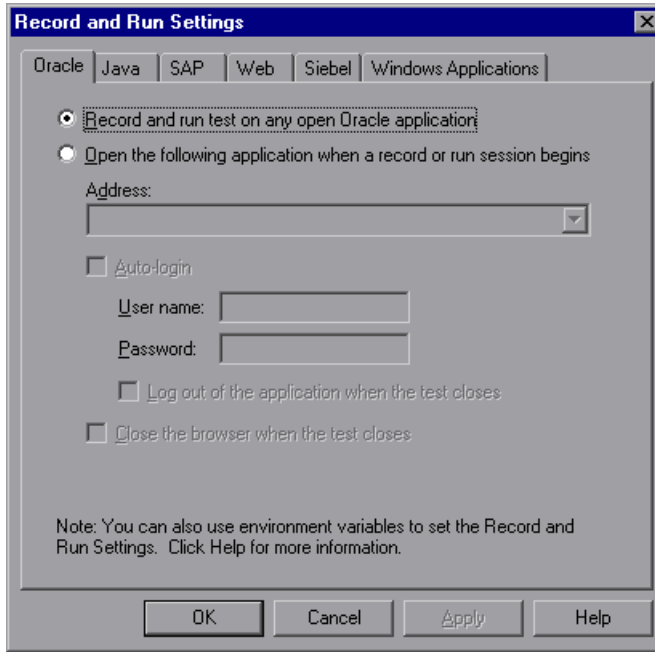 Record and Run Settings
Oracle Java SAP Web Siebel Windows Applications
Record and run test on any open Oracle application
Open the following application when a record or run session begins
Address:
Auto-login
User name:
Password:
Log out of the application when the test closes
Close the browser when the test closes
Note: You can also use environment variables to set the Record and
Run Settings. Click Help for more information.
OK Cancel Apply Help